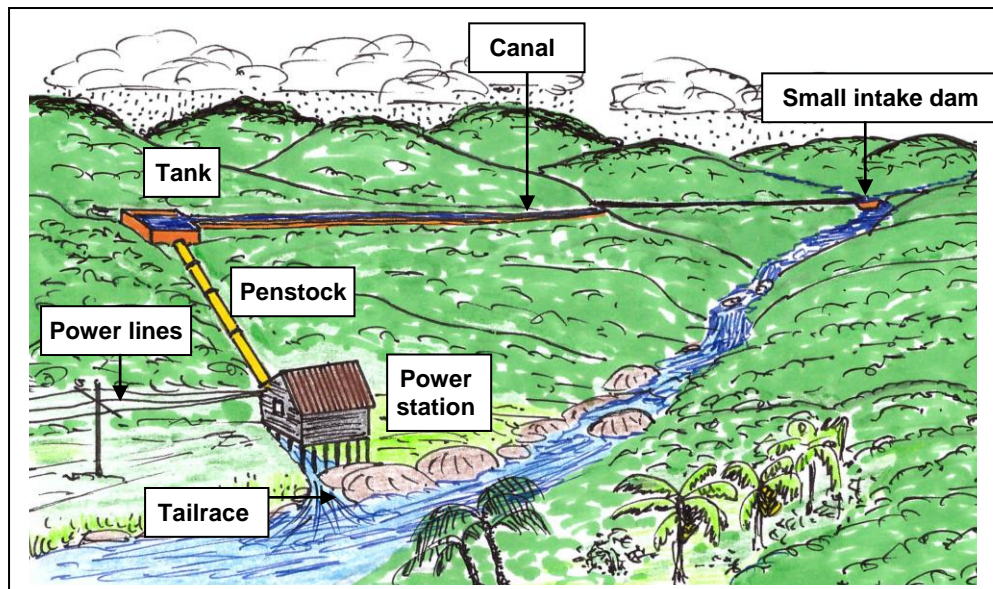 Canal
Small intake dam
Tank
Penstock
Power lines
Power
station
Tailrace